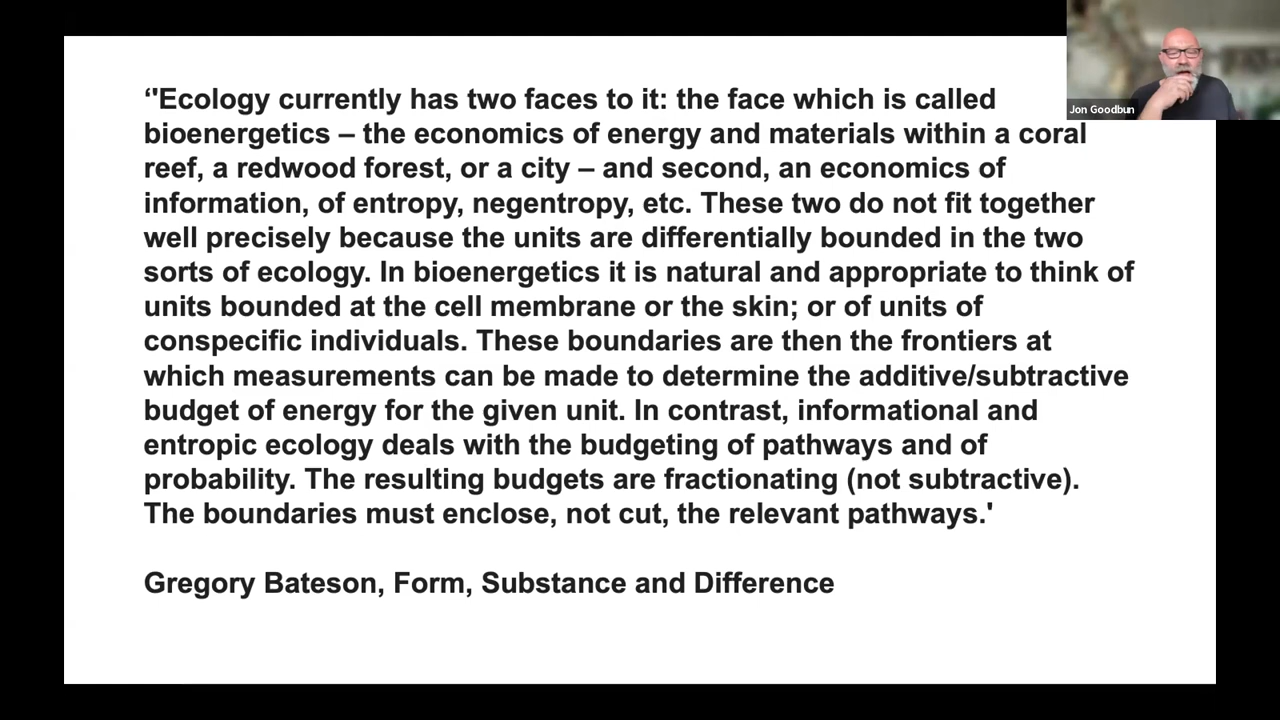 ‘'Ecology currently has two faces to it: the face which is called
bioenergetics – the economics of energy and materials within a coral
reef, a redwood forest, or a city – and second, an economics of
information, of entropy, negentropy, etc. These two do not fit together
well precisely because the units are differentially bounded in the two
sorts of ecology. In bioenergetics it is natural and appropriate to think of
units bounded at the cell membrane or the skin; or of units of
conspecific individuals. These boundaries are then the frontiers at
which measurements can be made to determine the additive/subtractive
budget of energy for the given unit. In contrast, informational and
entropic ecology deals with the budgeting of pathways and of
probability. The resulting budgets are fractionating (not subtractive).
The boundaries must enclose, not cut, the relevant pathways.'
Gregory Bateson, Form, Substance and Difference
Jon Goodbun